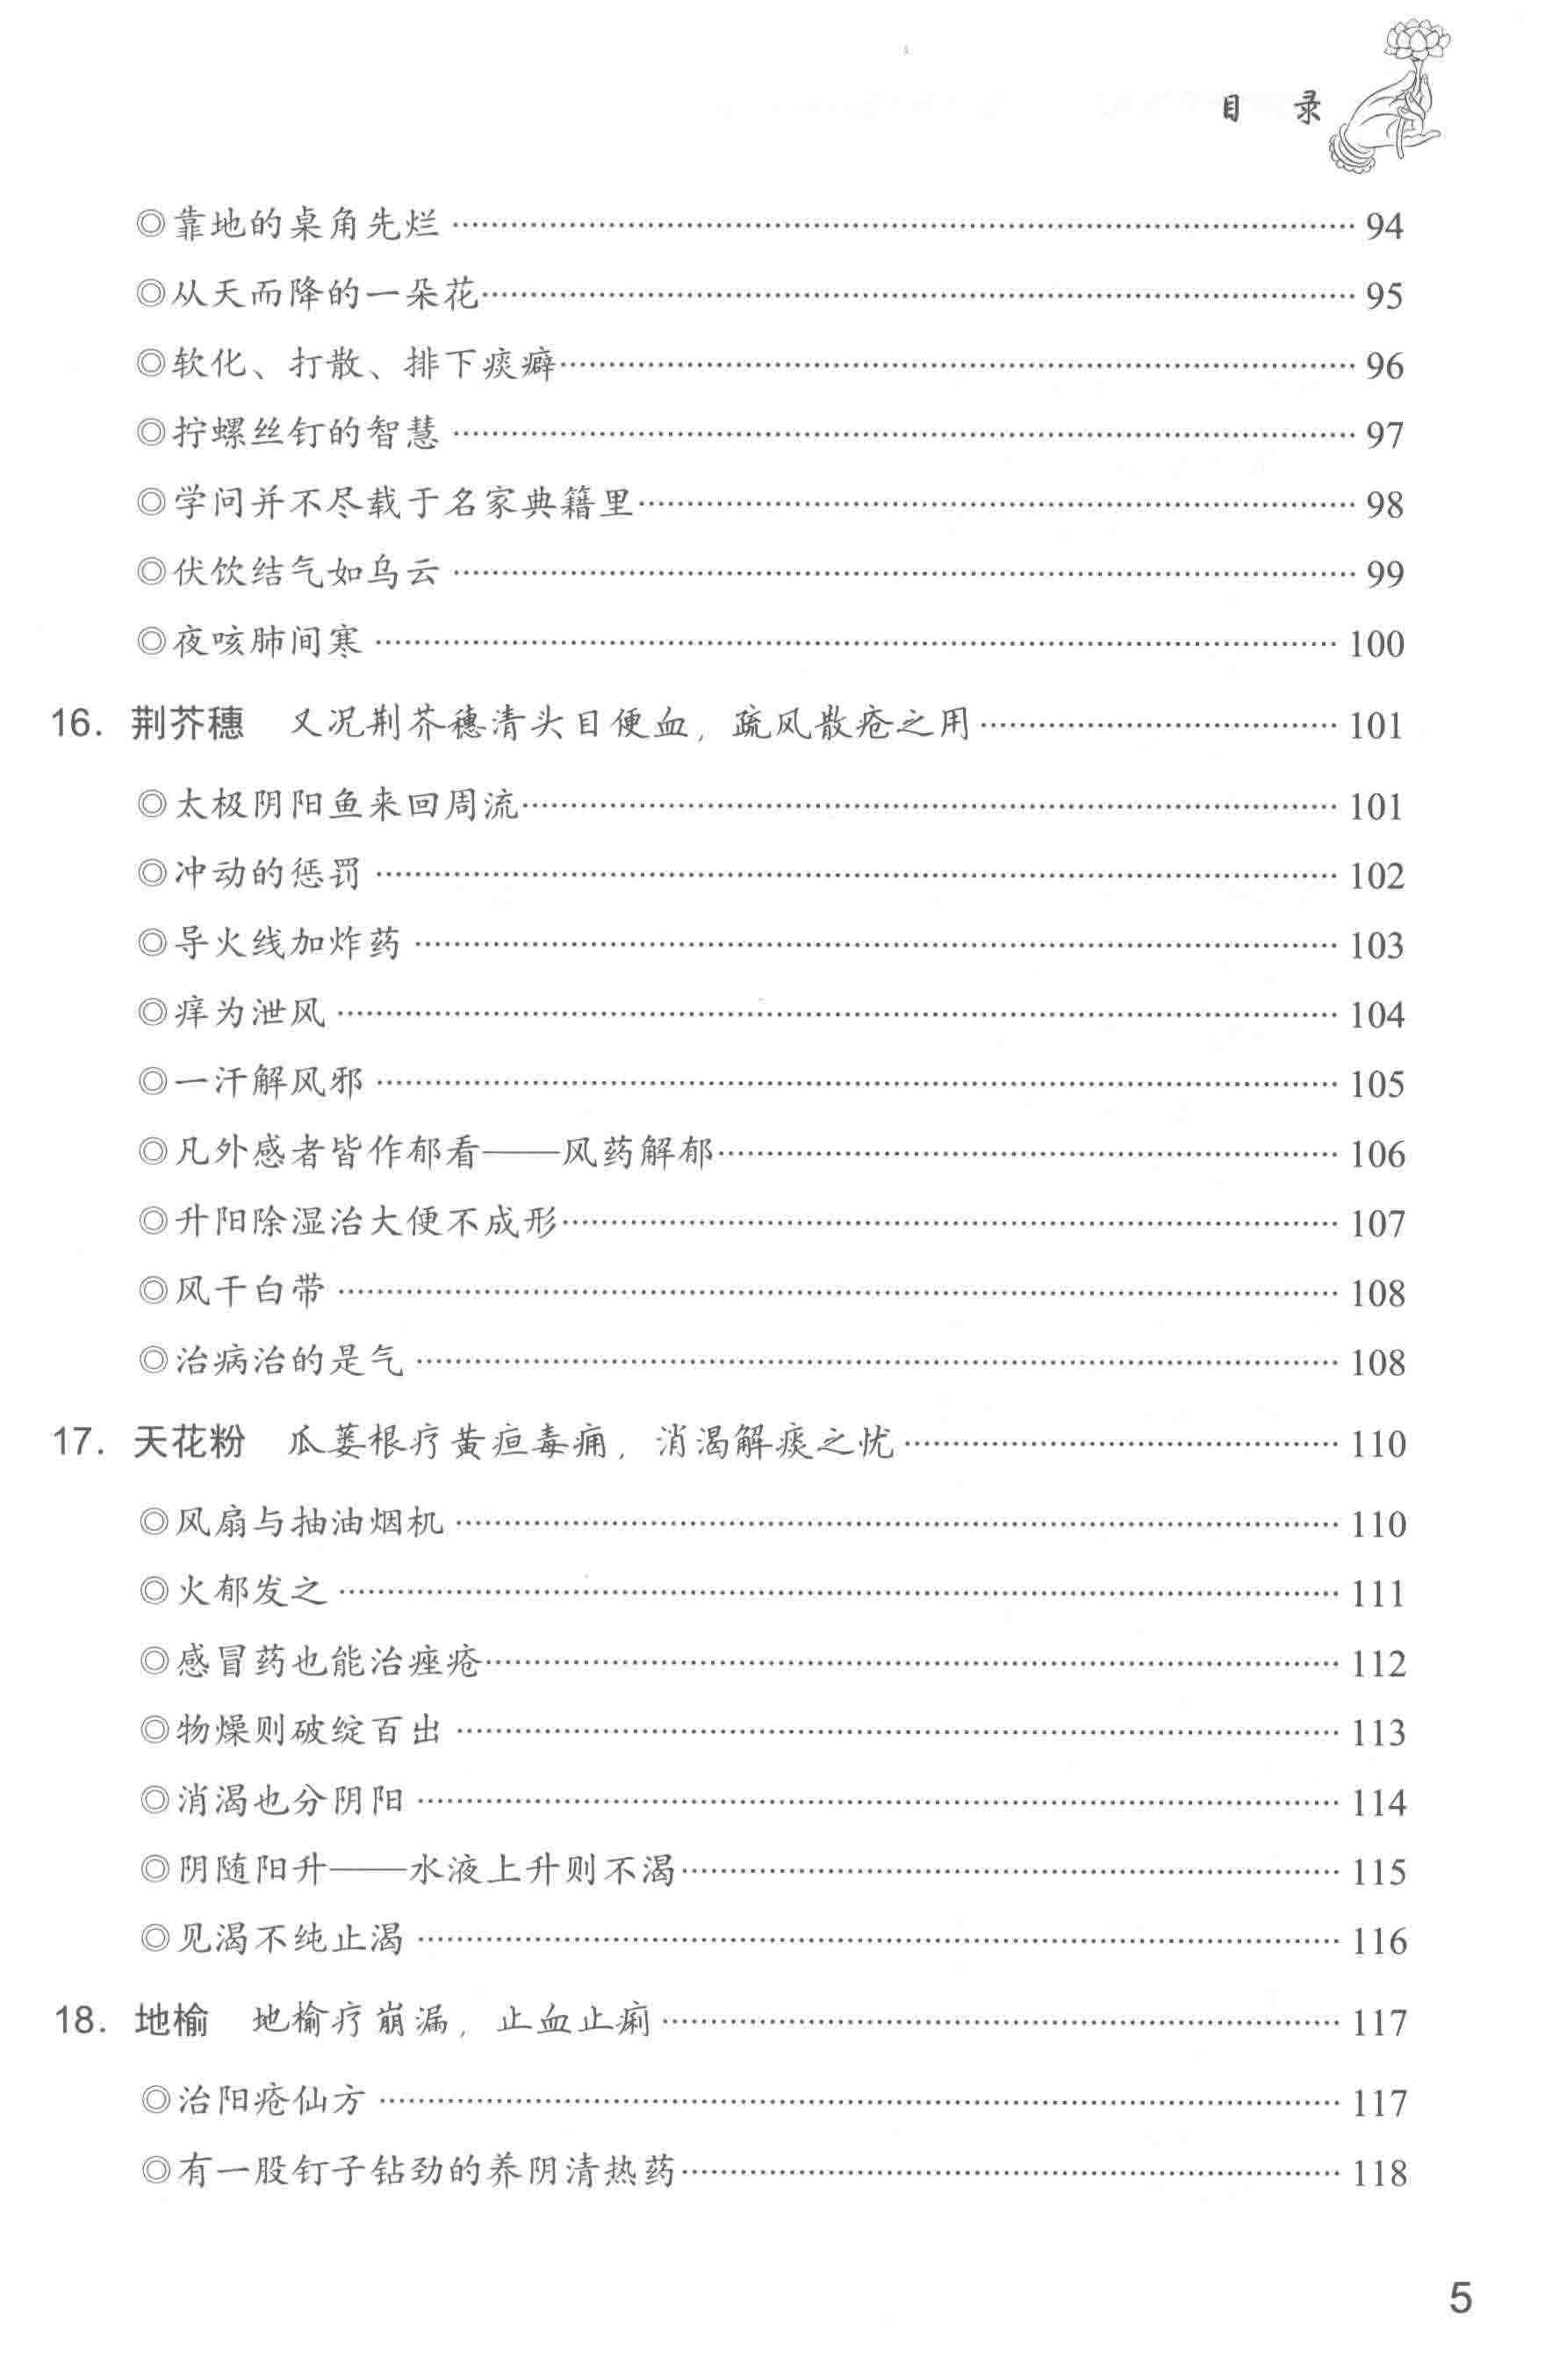 目 录
◎靠地的桌角先烂 94
◎从天而降的一朵花 95
◎软化、打散、排下痰癖 96
◎拧螺丝钉的智慧 97
◎学问并不尽载于名家典籍里 98
◎伏饮结气如乌云 99
◎夜咳肺间寒 100
16. 荆芥穗 又况荆芥穗清头目便血，疏风散疮之用 101
◎太极阴阳鱼来回周流 101
◎冲动的惩罚 102
◎导火线加炸药 103
◎痒为泄风 104
◎一汗解风邪 105
◎凡外感者皆作郁看——风药解郁 106
◎升阳除湿治大便不成形 107
◎风干白带 108
◎治病治的是气 108
17. 天花粉 瓜蒌根疗黄疸毒痈，消渴解痰之忧 110
◎风扇与抽油烟机 110
◎火郁发之 111
◎感冒药也能治痤疮 112
◎物燥则破绽百出 113
◎消渴也分阴阳 114
◎阴随阳升——水液上升则不渴 115
◎见渴不纯止渴 116
18. 地榆 地榆疗崩漏，止血止痢 117
◎治阳疮仙方 117
◎有一股钉子钻劲的养阴清热药 118
5